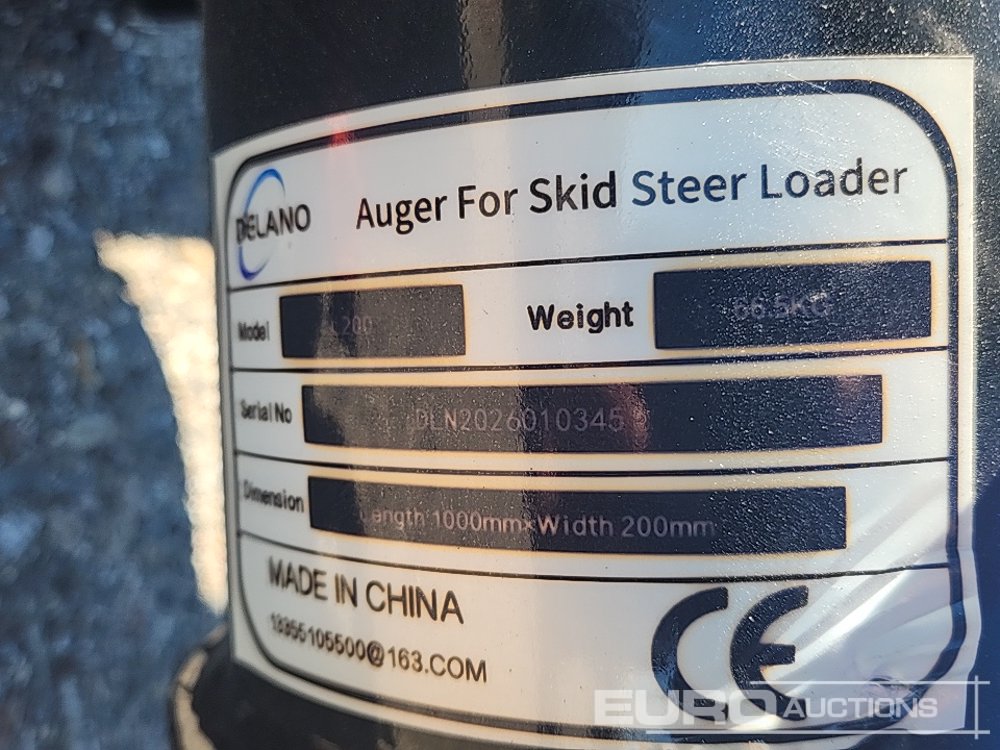 DELANO
Auger For Skid Steer Loader
Model
Weight 66.5KG
Serial No DLN2026010345
Dimension Length 1000mm×Width 200mm
MADE IN CHINA
13355105500@163.COM
CE
EURO AUCTIONS